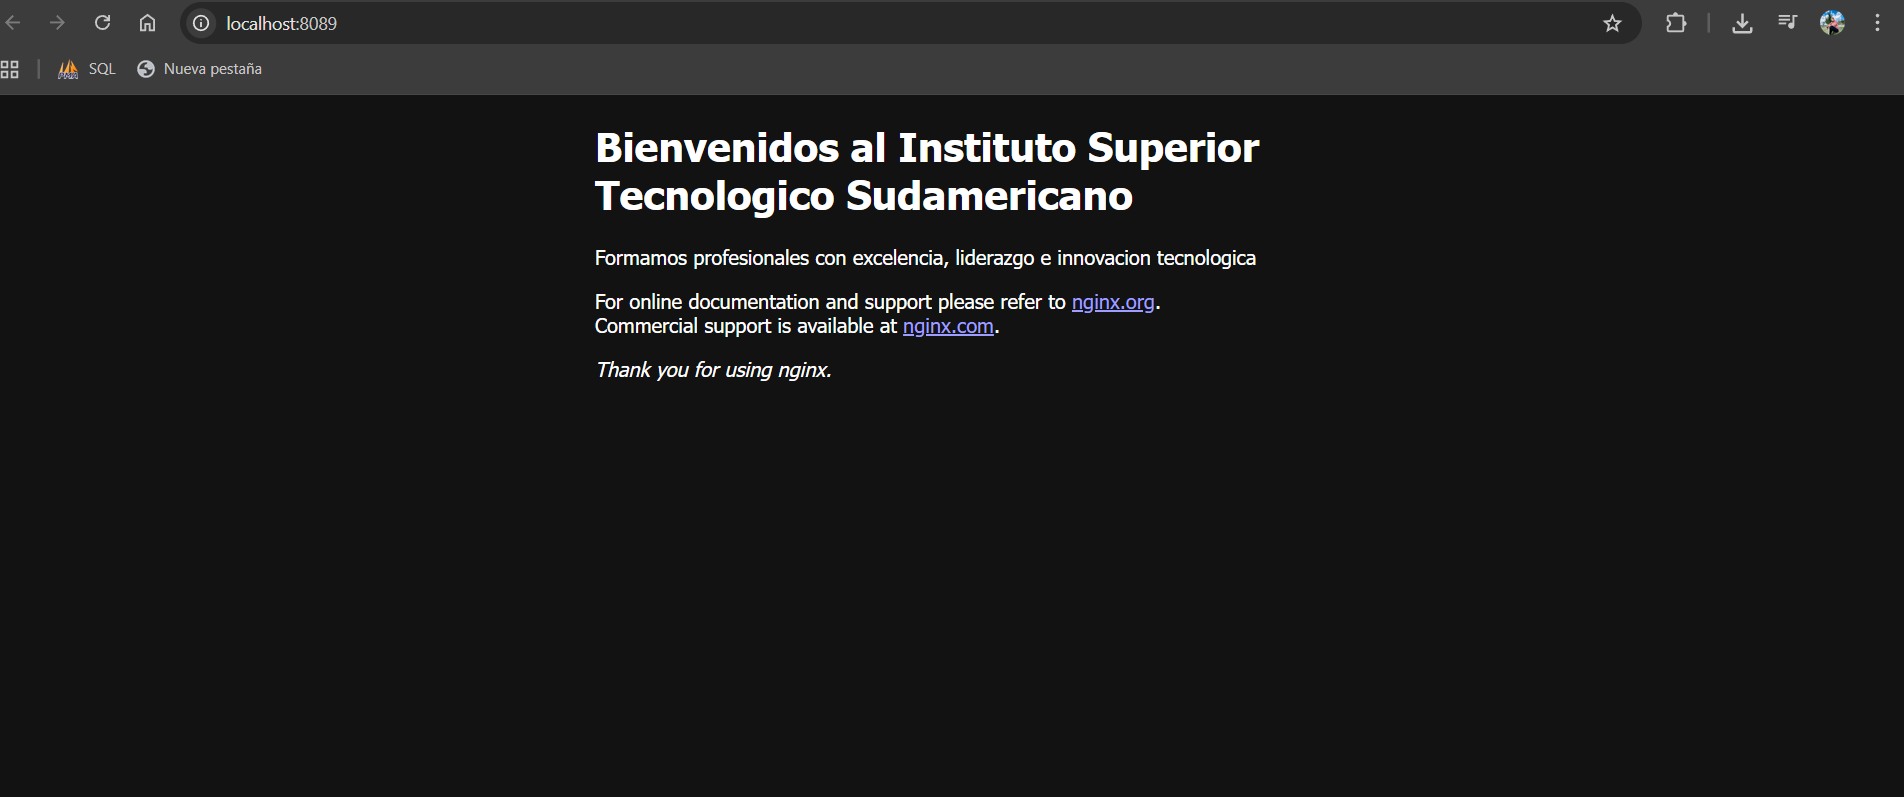 localhost:8089
SQL
Nueva pestaña
Bienvenidos al Instituto Superior
Tecnologico Sudamericano
Formamos profesionales con excelencia, liderazgo e innovacion tecnologica
For online documentation and support please refer to nginx.org.
Commercial support is available at nginx.com.
Thank you for using nginx.